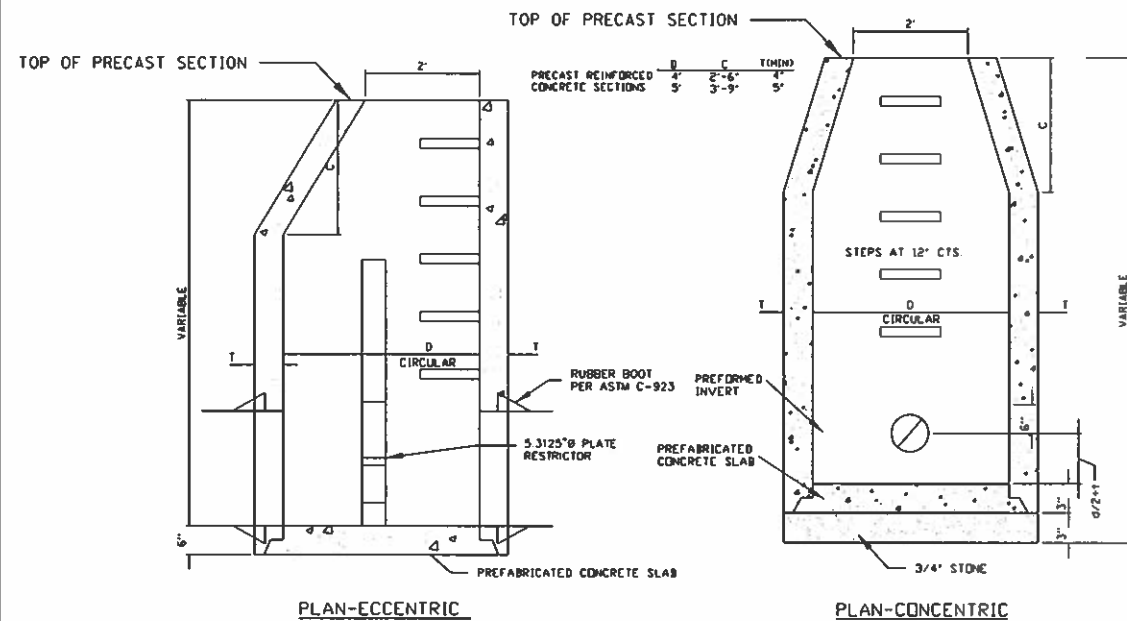 TOP OF PRECAST SECTION
2'
D C T(MIN)
PRECAST REINFORCED 4' 2'-6" 4"
CONCRETE SECTIONS 5' 3'-9" 5"
TOP OF PRECAST SECTION
2'
C
C
STEPS AT 12" CTS.
VARIABLE
VARIABLE
T D T
CIRCULAR
T D T
CIRCULAR
RUBBER BOOT
PER ASTM C-923
PREFORMED
INVERT
6"
5.3125"Ø PLATE
RESTRICTOR
PREFABRICATED
CONCRETE SLAB
d/2+t
3"
3"
6"
PREFABRICATED CONCRETE SLAB
3/4" STONE
PLAN-ECCENTRIC
PLAN-CONCENTRIC